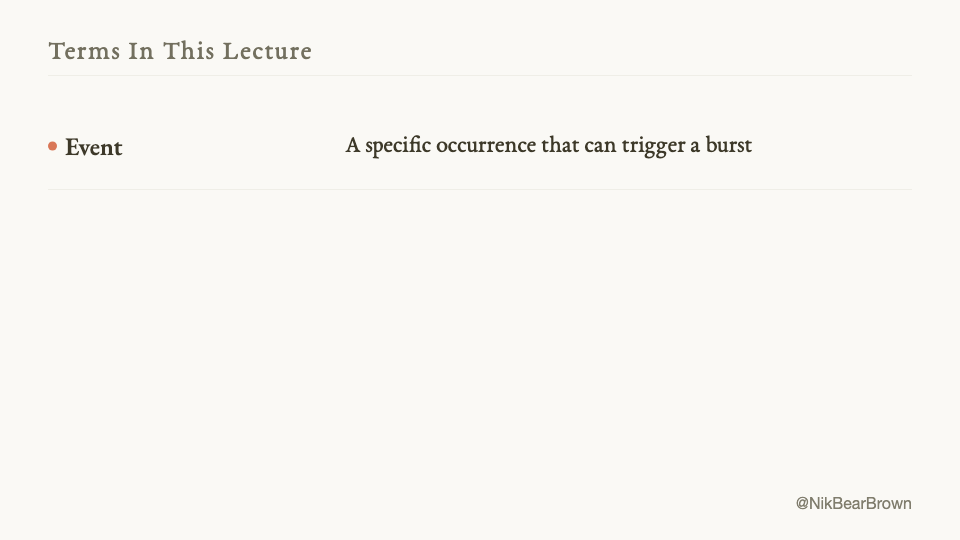 Terms In This Lecture
Event
A specific occurrence that can trigger a burst
@NikBearBrown